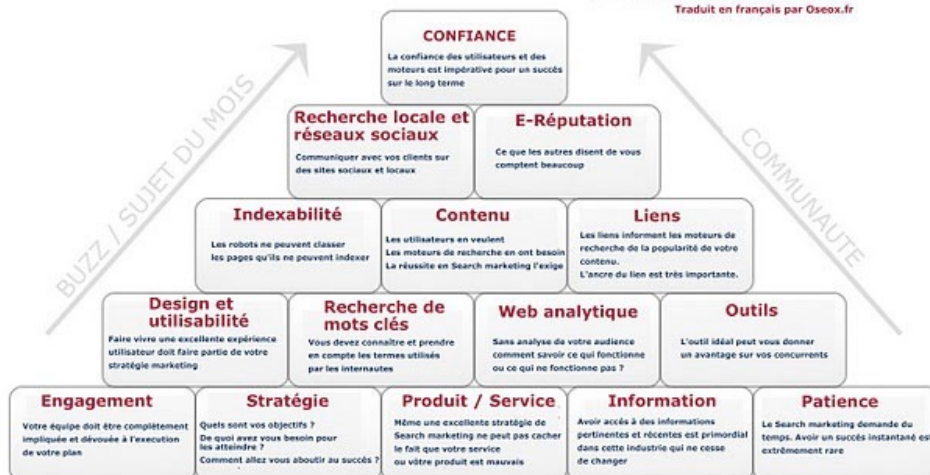 Traduit en français par Oseox.fr
CONFIANCE
La confiance des utilisateurs et des
moteurs est impérative pour un succès
sur le long terme
BUZZ / SUJET DU MOIS
COMMUNAUTE
Recherche locale et
réseaux sociaux
Communiquer avec vos clients sur
des sites sociaux et locaux
E-Réputation
Ce que les autres disent de vous
comptent beaucoup
Indexabilité
Les robots ne peuvent classer
les pages qu'ils ne peuvent indexer
Contenu
Les utilisateurs en veulent
Les moteurs de recherche en ont besoin
La réussite en Search marketing l'exige
Liens
Les liens informent les moteurs de
recherche de la popularité de votre
contenu.
L'ancre du lien est très importante.
Design et
utilisabilité
Faire vivre une excellente expérience
utilisateur doit faire partie de votre
stratégie marketing
Recherche de
mots clés
Vous devez connaître et prendre
en compte les termes utilisés
par les internautes
Web analytique
Sans analyse de votre audience
comment savoir ce qui fonctionne
ou ce qui ne fonctionne pas ?
Outils
L'outil idéal peut vous donner
un avantage sur vos concurrents
Engagement
Votre équipe doit être complètement
impliquée et dévouée à l'execution
de votre plan
Stratégie
Quels sont vos objectifs ?
De quoi avez vous besoin pour
les atteindre ?
Comment allez vous aboutir au succès ?
Produit / Service
Même une excellente stratégie de
Search marketing ne peut pas cacher
le fait que votre service
ou vôtre produit est mauvais
Information
Avoir accès à des informations
pertinentes et récentes est primordial
dans cette industrie qui ne cesse
de changer
Patience
Le Search marketing demande du
temps. Avoir un succès instantané est
extrêmement rare